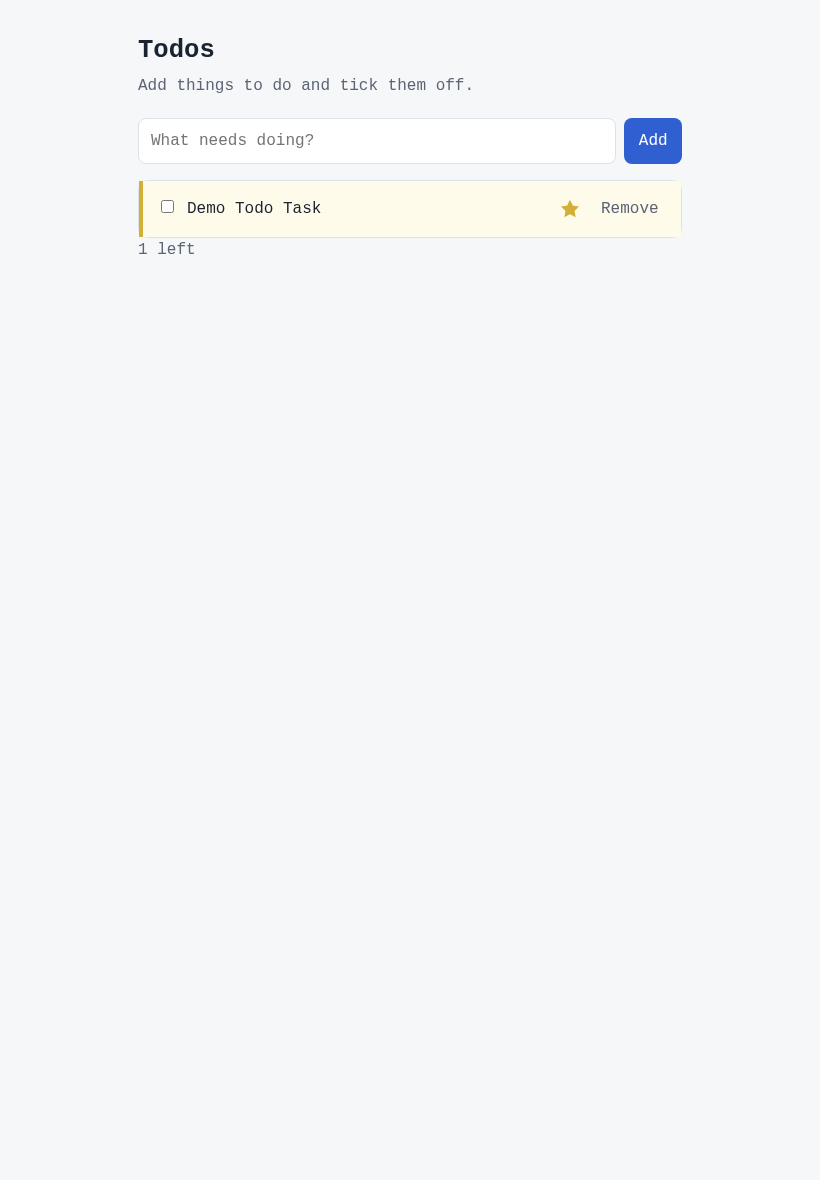 Todos
Add things to do and tick them off.
What needs doing? Add
Demo Todo Task ★ Remove
1 left